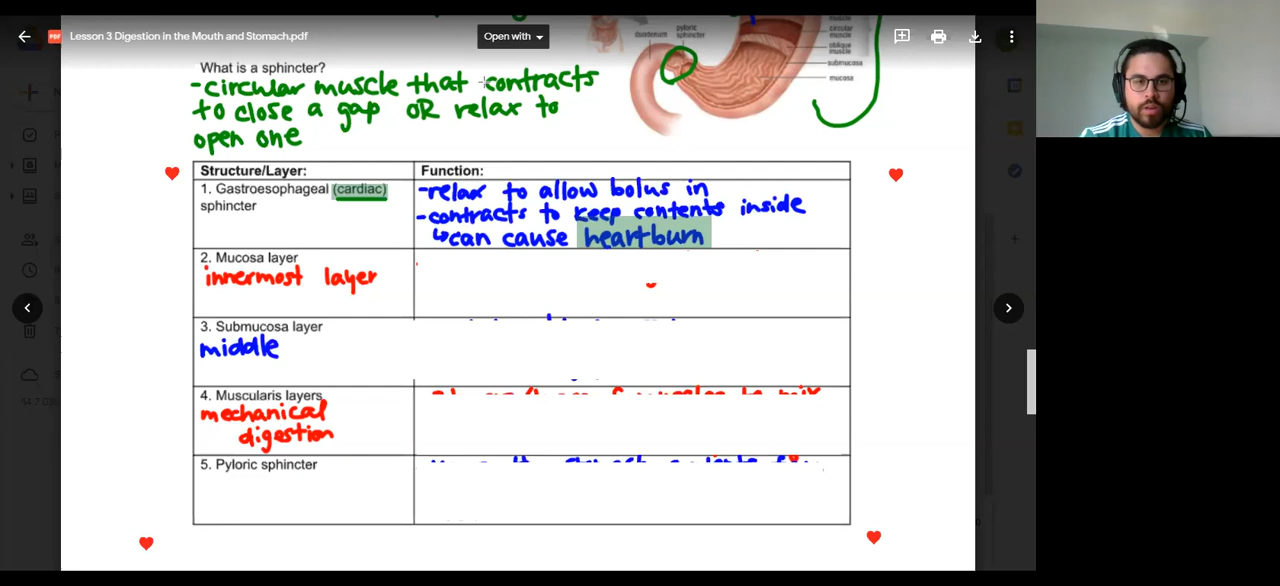 Lesson 3 Digestion in the Mouth and Stomach.pdf
Open with
duodenum
pyloric
sphincter
muscle
circular
muscle
oblique
muscle
submucosa
mucosa
What is a sphincter?
-circular muscle that contracts
to close a gap OR relax to
open one
Structure/Layer: Function:
1. Gastroesophageal (cardiac)
sphincter
-relax to allow bolus in
-contracts to keep contents inside
↳can cause heartburn
2. Mucosa layer
innermost layer
3. Submucosa layer
middle
4. Muscularis layers
mechanical
digestion
5. Pyloric sphincter